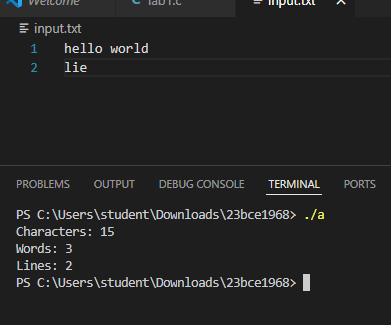 Welcome lab1.c input.txt
input.txt
1 hello world
2 lie
PROBLEMS OUTPUT DEBUG CONSOLE TERMINAL PORTS
PS C:\Users\student\Downloads\23bce1968> ./a
Characters: 15
Words: 3
Lines: 2
PS C:\Users\student\Downloads\23bce1968>